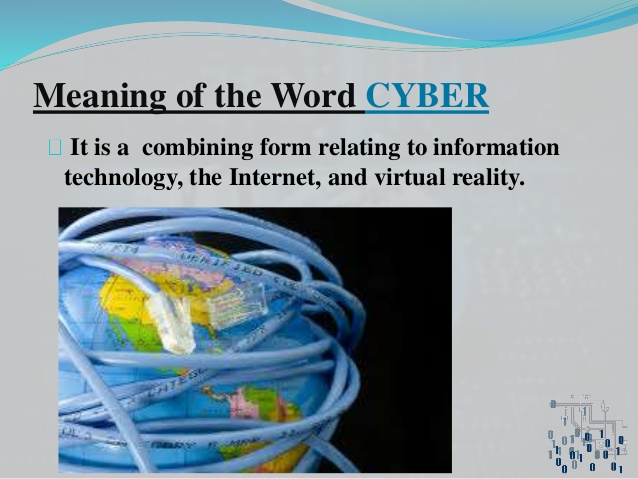 Meaning of the Word CYBER
It is a combining form relating to information
technology, the Internet, and virtual reality.